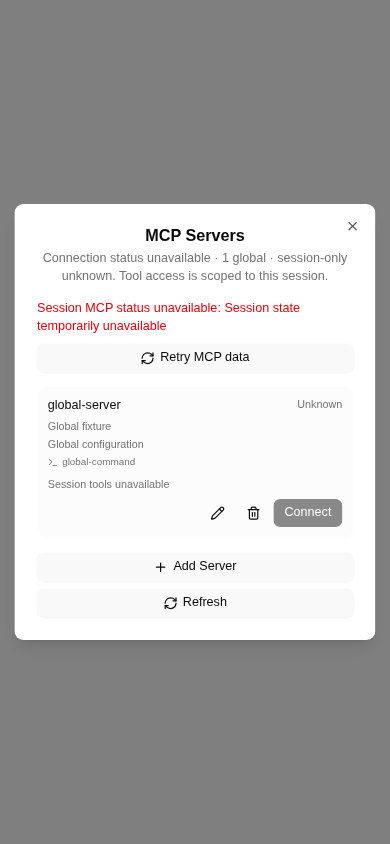 MCP Servers
Connection status unavailable · 1 global · session-only
unknown. Tool access is scoped to this session.
Session MCP status unavailable: Session state
temporarily unavailable
Retry MCP data
global-server
Unknown
Global fixture
Global configuration
global-command
Session tools unavailable
Connect
Add Server
Refresh